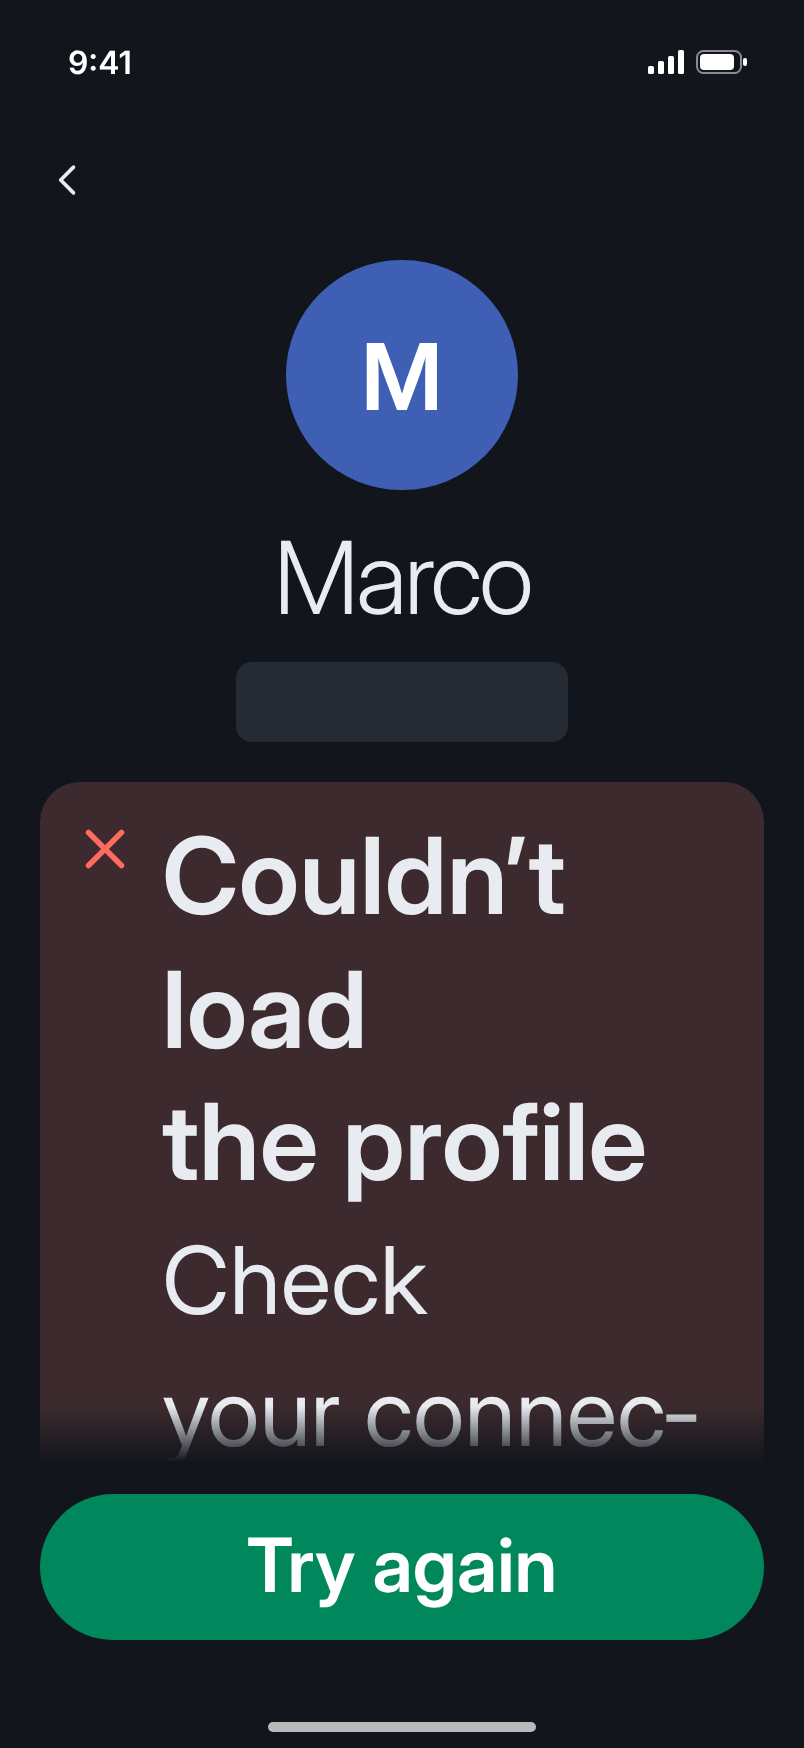 9:41
M
Marco
Couldn't
load
the profile
Check
your connec-
Try again